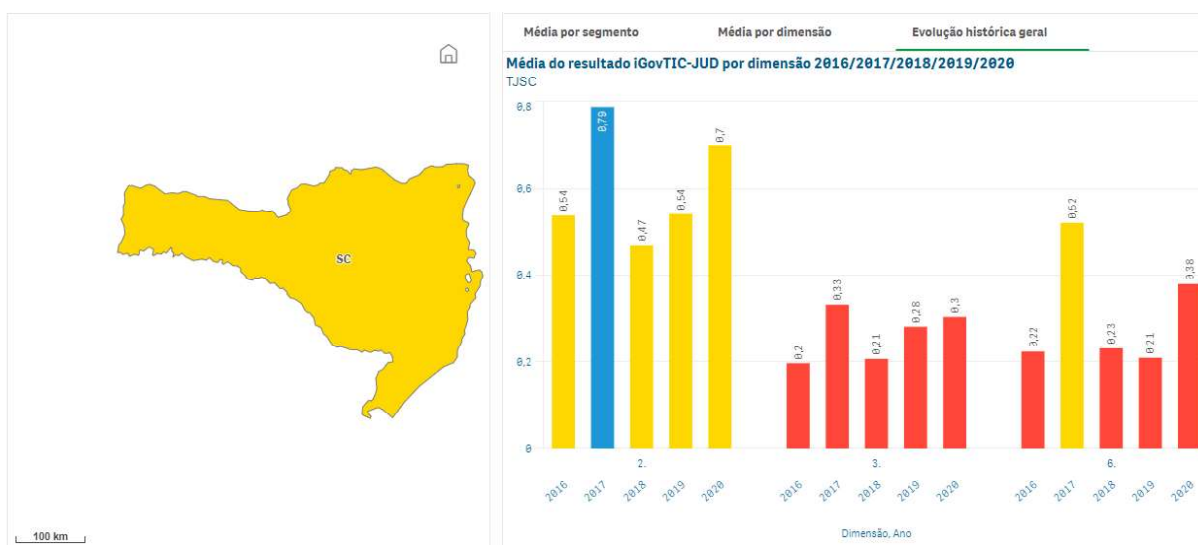 SC
100 km
Média por segmento Média por dimensão Evolução histórica geral
Média do resultado iGovTIC-JUD por dimensão 2016/2017/2018/2019/2020
TJSC
0,8
0,6
0,4
0,2
0
0,54 0,79 0,47 0,54 0,7
0,2 0,33 0,21 0,28 0,3
0,22 0,52 0,23 0,21 0,38
2. 3. 6.
2016 2017 2018 2019 2020 2016 2017 2018 2019 2020 2016 2017 2018 2019 2020
Dimensão, Ano